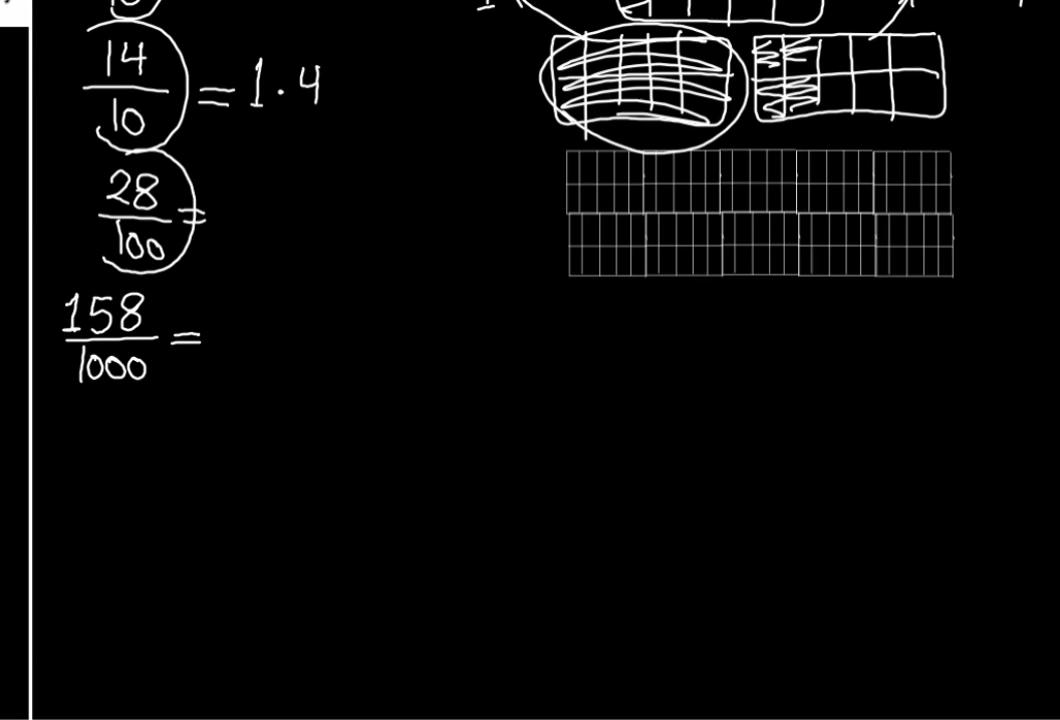 14/10 = 1.4
28/100 =
158/1000 =